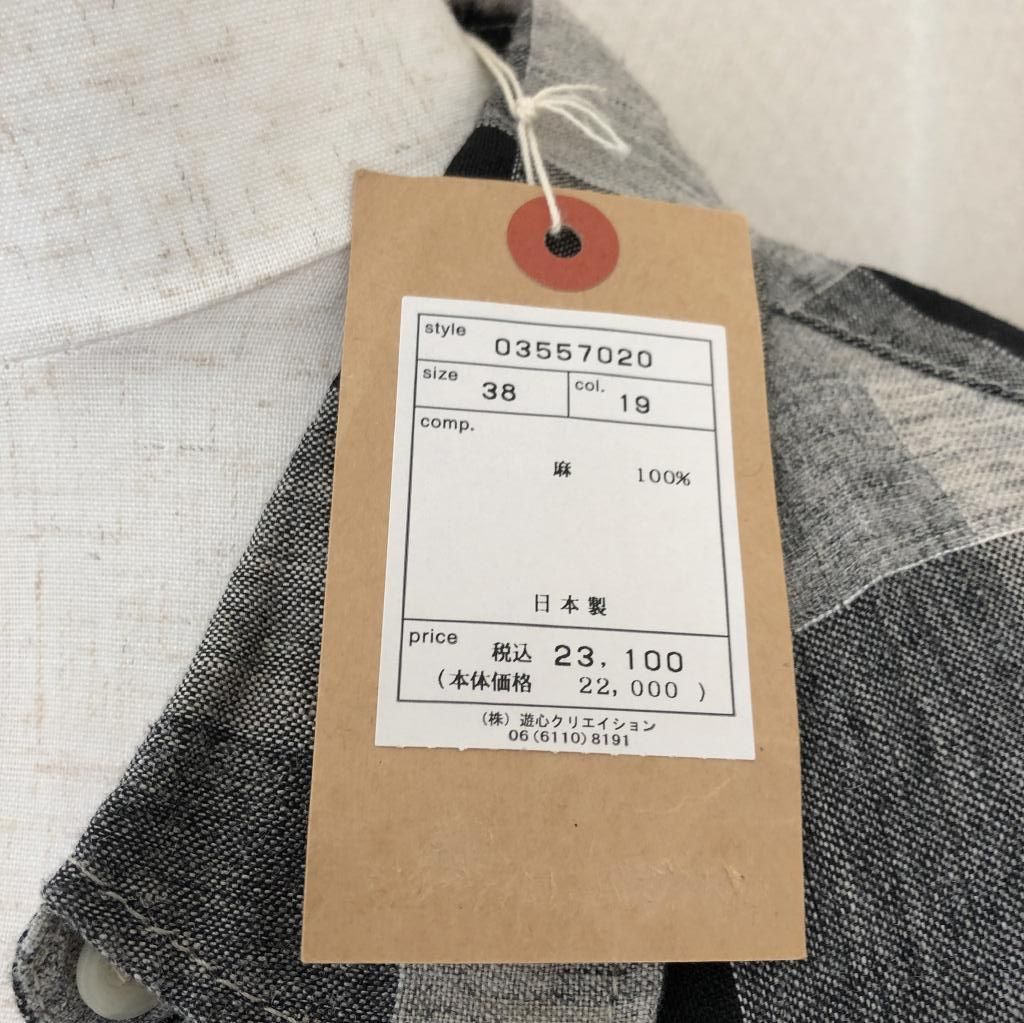 style
03557020
size 38 col. 19
comp.
麻 100%
日本製
price
税込 23,100
(本体価格 22,000 )
(株) 遊心クリエイション
06(6110)8191